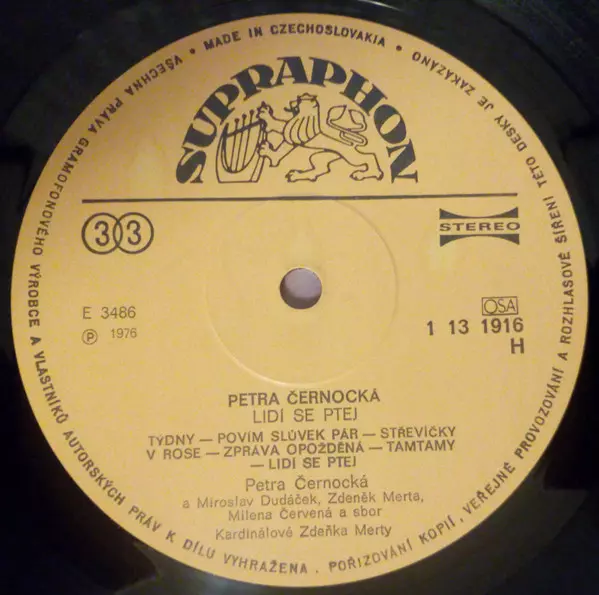 VŠECHNA PRÁVA GRAMOFONOVÉHO VÝROBCE A VLASTNÍKŮ AUTORSKÝCH PRÁV K DÍLU VYHRAŽENA . POŘIZOVÁNÍ KOPIÍ, VEŘEJNÉ PROVOZOVÁNÍ A ROZHLASOVÉ ŠÍŘENÍ TÉTO DESKY JE ZAKÁZÁNO
• MADE IN CZECHOSLOVAKIA •
SUPRAPHON
33
STEREO
E 3486
Ⓟ 1976
OSA
1 13 1916
H
PETRA ČERNOCKÁ
LIDÍ SE PTEJ
TÝDNY — POVÍM SLŮVEK PÁR — STŘEVÍČKY
V ROSE — ZPRÁVA OPOŽDĚNÁ — TAMTAMY
— LIDÍ SE PTEJ
Petra Černocká
a Miroslav Dudáček, Zdeněk Merta,
Milena Červená a sbor
Kardinálové Zdeňka Merty